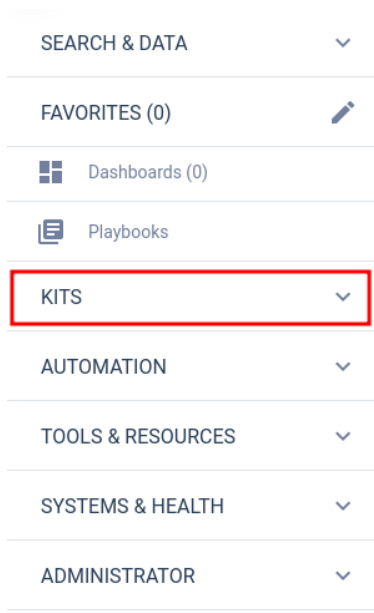 SEARCH & DATA
FAVORITES (0)
Dashboards (0)
Playbooks
KITS
AUTOMATION
TOOLS & RESOURCES
SYSTEMS & HEALTH
ADMINISTRATOR